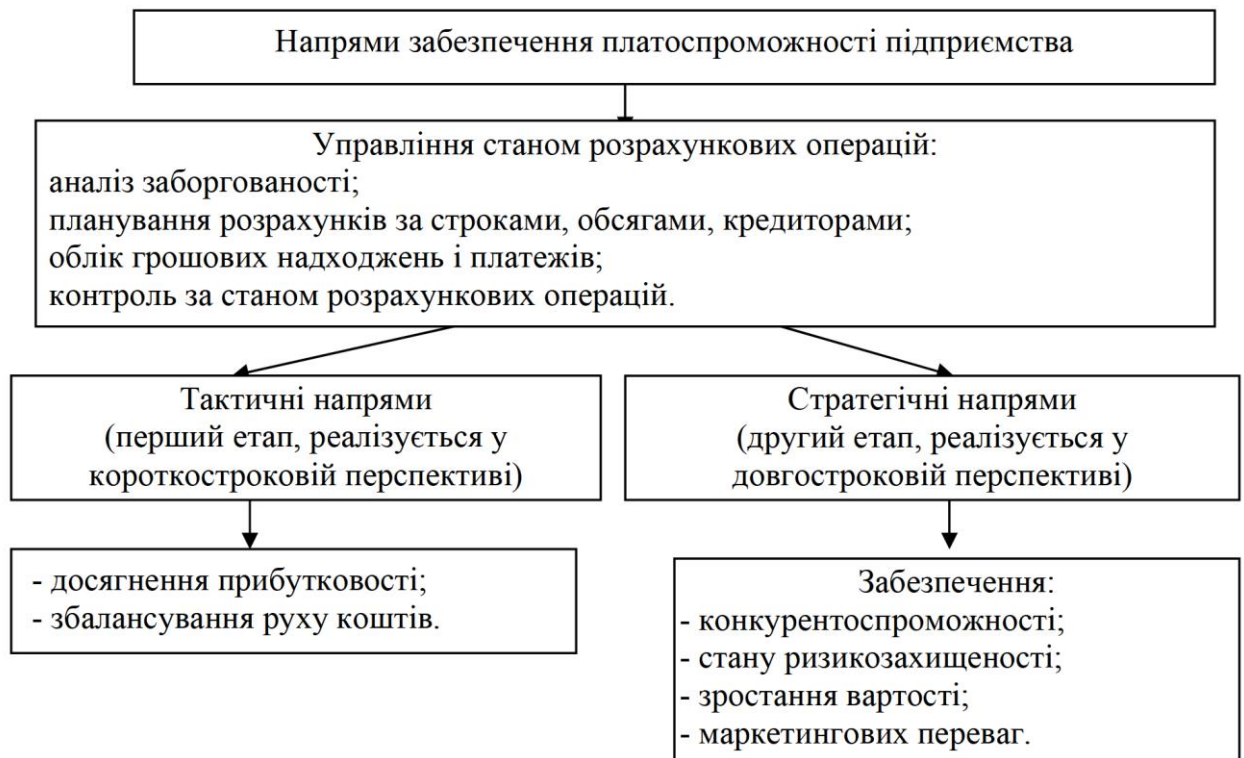 Напрями забезпечення платоспроможності підприємства
Управління станом розрахункових операцій:
аналіз заборгованості;
планування розрахунків за строками, обсягами, кредиторами;
облік грошових надходжень і платежів;
контроль за станом розрахункових операцій.
Тактичні напрями
(перший етап, реалізується у
короткостроковій перспективі)
- досягнення прибутковості;
- збалансування руху коштів.
Стратегічні напрями
(другий етап, реалізується у
довгостроковій перспективі)
Забезпечення:
- конкурентоспроможності;
- стану ризикозахищеності;
- зростання вартості;
- маркетингових переваг.